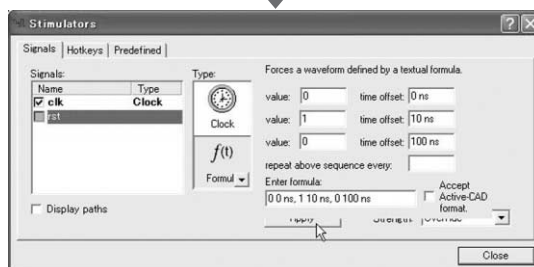 Stimulators
Signals Hotkeys Predefined
Signals:
Name Type
clk Clock
rst
Display paths
Type:
Clock
f(t)
Formul
Forces a waveform defined by a textual formula.
value: 0 time offset: 0 ns
value: 1 time offset: 10 ns
value: 0 time offset: 100 ns
repeat above sequence every:
Enter formula:
0 0 ns, 1 10 ns, 0 100 ns
Accept
Active-CAD
format.
Apply Strength: Override
Close